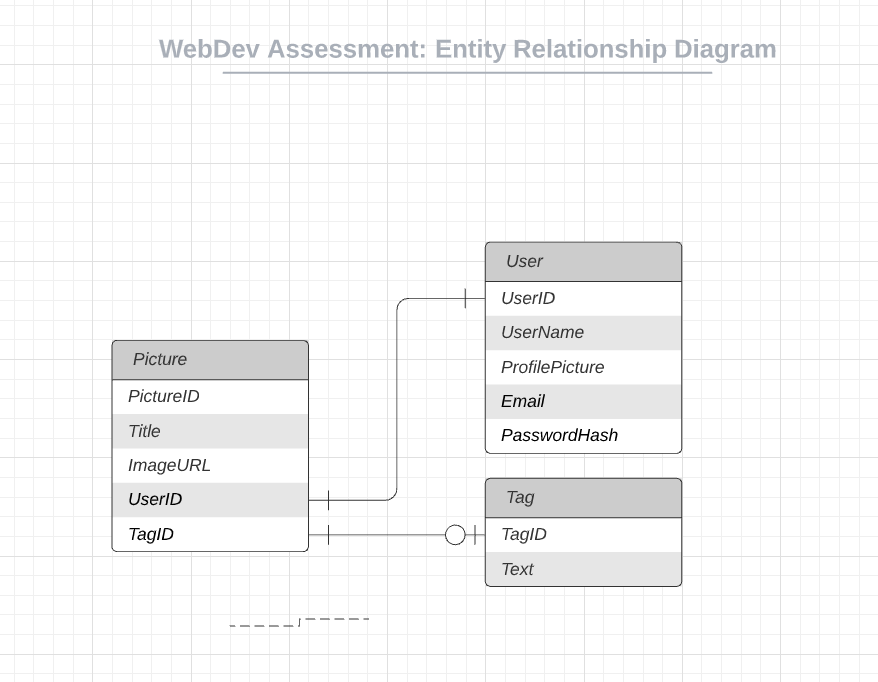 WebDev Assessment: Entity Relationship Diagram
User
UserID
UserName
ProfilePicture
Email
PasswordHash
Picture
PictureID
Title
ImageURL
UserID
TagID
Tag
TagID
Text